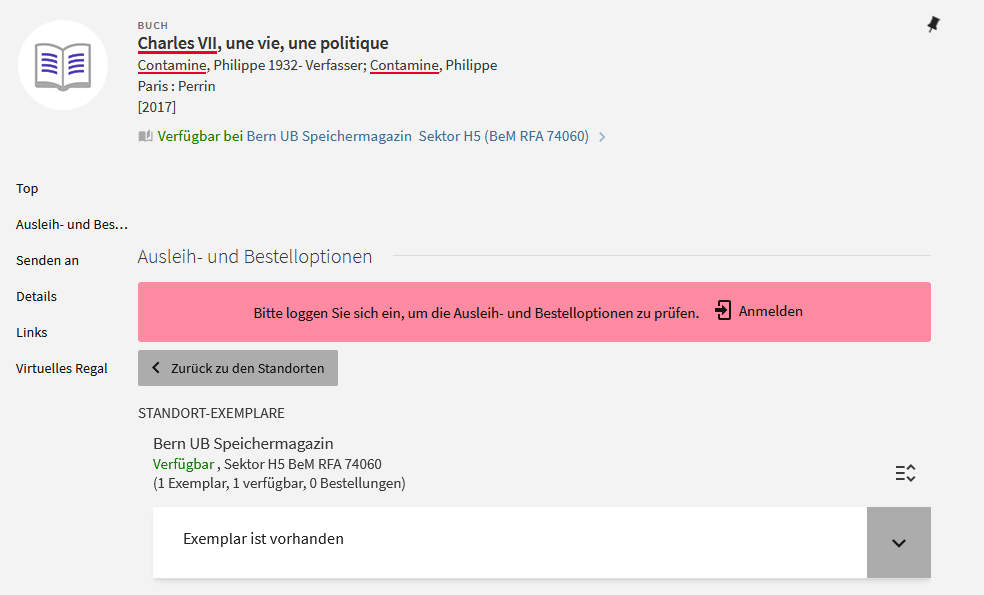 BUCH
Charles VII, une vie, une politique
Contamine, Philippe 1932- Verfasser; Contamine, Philippe
Paris : Perrin
[2017]
Verfügbar bei Bern UB Speichermagazin Sektor H5 (BeM RFA 74060)
Top
Ausleih- und Bes…
Senden an
Details
Links
Virtuelles Regal
Ausleih- und Bestelloptionen
Bitte loggen Sie sich ein, um die Ausleih- und Bestelloptionen zu prüfen. Anmelden
Zurück zu den Standorten
STANDORT-EXEMPLARE
Bern UB Speichermagazin
Verfügbar , Sektor H5 BeM RFA 74060
(1 Exemplar, 1 verfügbar, 0 Bestellungen)
Exemplar ist vorhanden